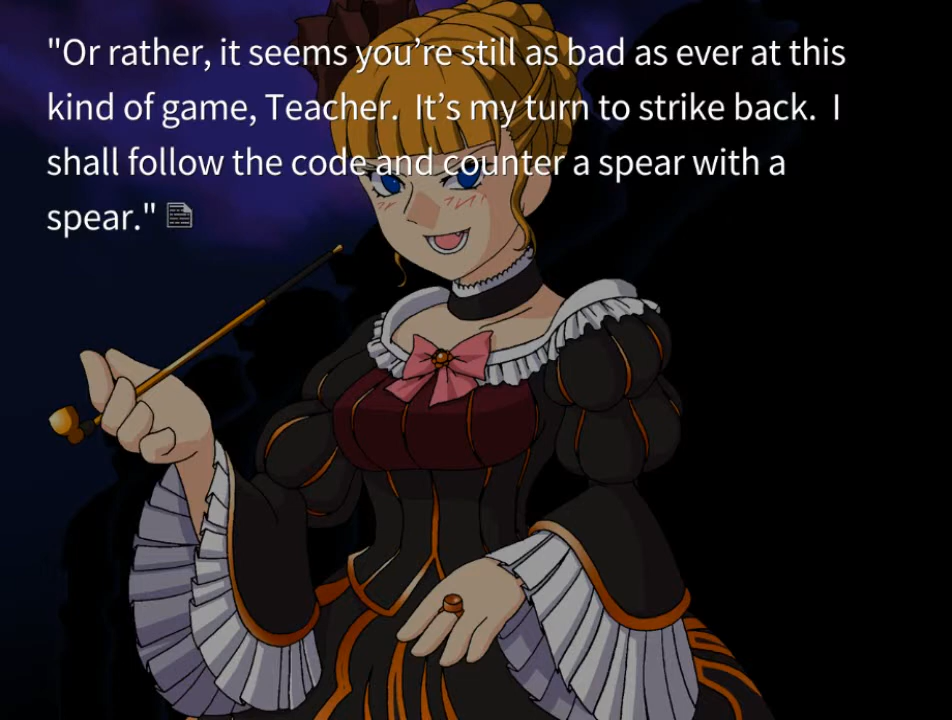 "Or rather, it seems you’re still as bad as ever at this
kind of game, Teacher.  It’s my turn to strike back.  I
shall follow the code and counter a spear with a
spear."